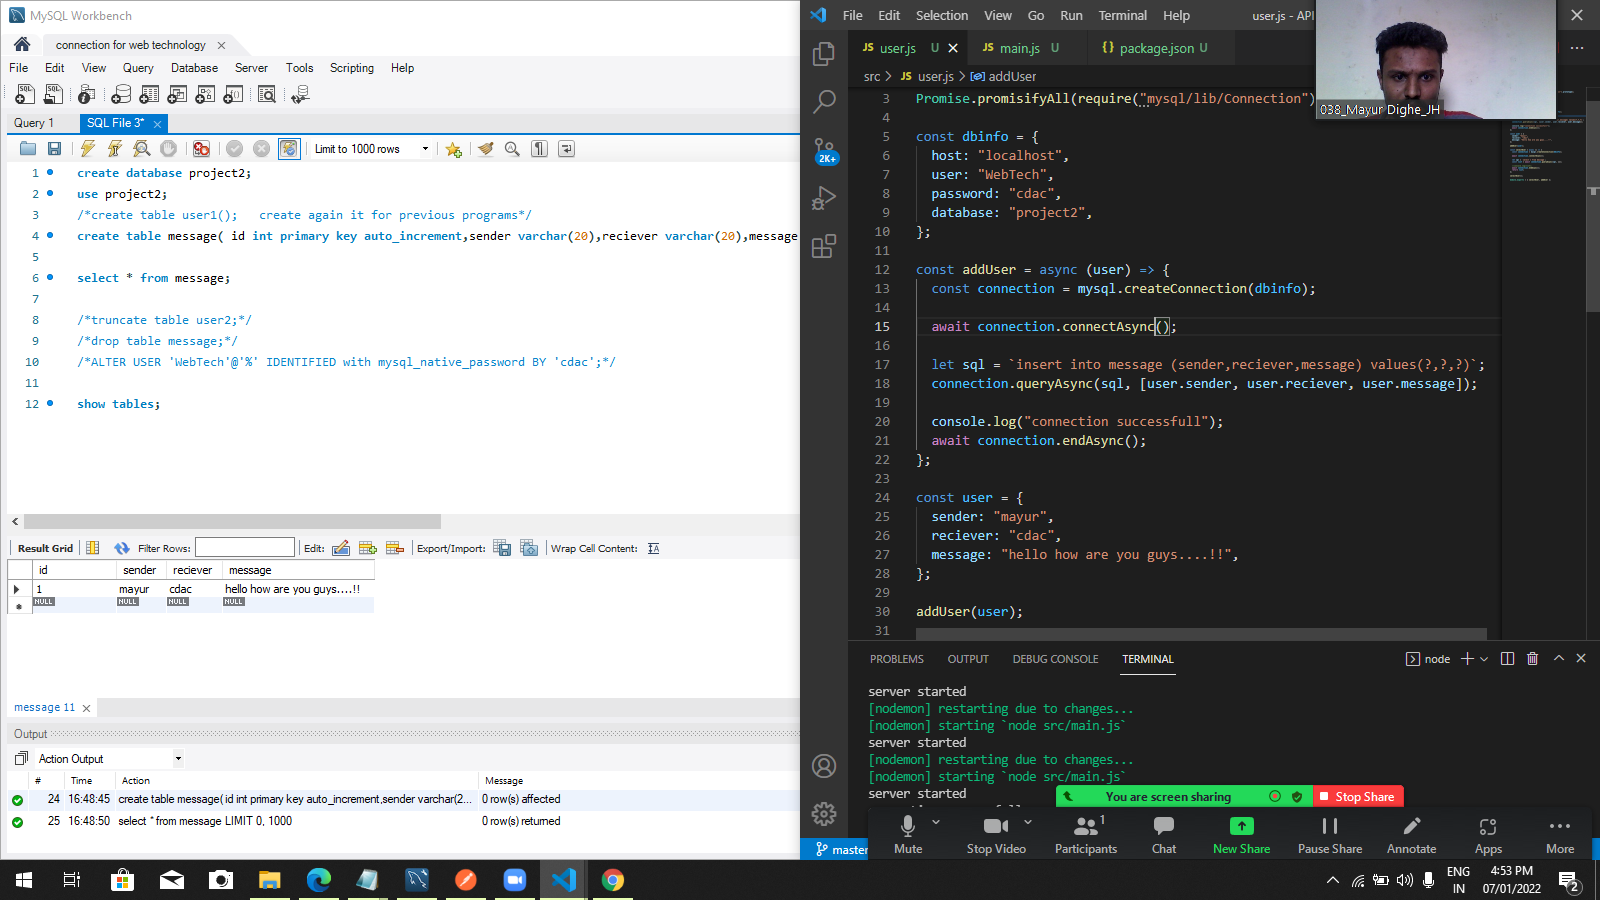 MySQL Workbench
connection for web technology
File Edit View Query Database Server Tools Scripting Help
Query 1 SQL File 3*
Limit to 1000 rows
1 create database project2;
2 use project2;
3 /*create table user1(); create again it for previous programs*/
4 create table message( id int primary key auto_increment,sender varchar(20),reciever varchar(20),message
5
6 select * from message;
7
8 /*truncate table user2;*/
9 /*drop table message;*/
10 /*ALTER USER 'WebTech'@'%' IDENTIFIED with mysql_native_password BY 'cdac';*/
11
12 show tables;
Result Grid Filter Rows: Edit: Export/Import: Wrap Cell Content:
id sender reciever message
1 mayur cdac hello how are you guys....!!
NULL NULL NULL NULL
message 11
Output
Action Output
# Time Action Message
24 16:48:45 create table message( id int primary key auto_increment,sender varchar(2... 0 row(s) affected
25 16:48:50 select * from message LIMIT 0, 1000 0 row(s) returned
File Edit Selection View Go Run Terminal Help user.js - API
JS user.js U JS main.js U {} package.json U
src > JS user.js > addUser
038_Mayur Dighe_JH
2K+
3 Promise.promisifyAll(require("mysql/lib/Connection")
4
5 const dbinfo = {
6 host: "localhost",
7 user: "WebTech",
8 password: "cdac",
9 database: "project2",
10 };
11
12 const addUser = async (user) => {
13 const connection = mysql.createConnection(dbinfo);
14
15 await connection.connectAsync();
16
17 let sql = `insert into message (sender,reciever,message) values(?,?,?)`;
18 connection.queryAsync(sql, [user.sender, user.reciever, user.message]);
19
20 console.log("connection successfull");
21 await connection.endAsync();
22 };
23
24 const user = {
25 sender: "mayur",
26 reciever: "cdac",
27 message: "hello how are you guys....!!",
28 };
29
30 addUser(user);
31
PROBLEMS OUTPUT DEBUG CONSOLE TERMINAL node
server started
[nodemon] restarting due to changes...
[nodemon] starting `node src/main.js`
server started
[nodemon] restarting due to changes...
[nodemon] starting `node src/main.js`
server started
You are screen sharing Stop Share
master
Mute Stop Video Participants 1 Chat New Share Pause Share Annotate Apps More
ENG
IN
4:53 PM
07/01/2022
2